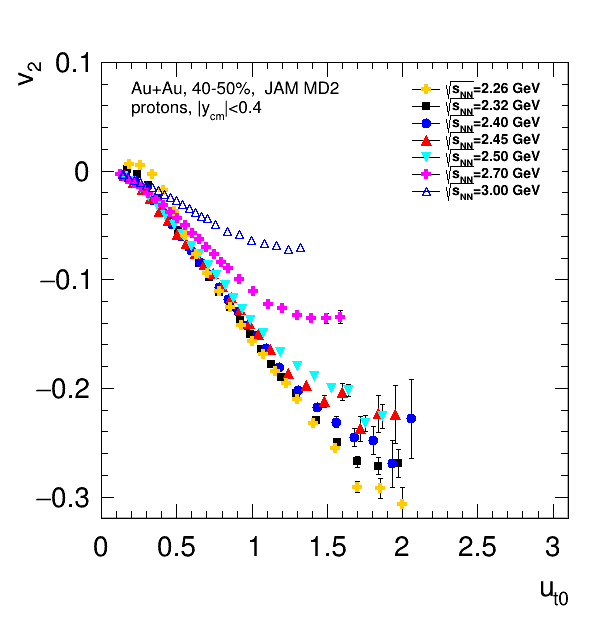 v2
0.1
0
−0.1
−0.2
−0.3
Au+Au, 40-50%, JAM MD2
protons, |ycm|<0.4
√sNN=2.26 GeV
√sNN=2.32 GeV
√sNN=2.40 GeV
√sNN=2.45 GeV
√sNN=2.50 GeV
√sNN=2.70 GeV
√sNN=3.00 GeV
0 0.5 1 1.5 2 2.5 3
ut0